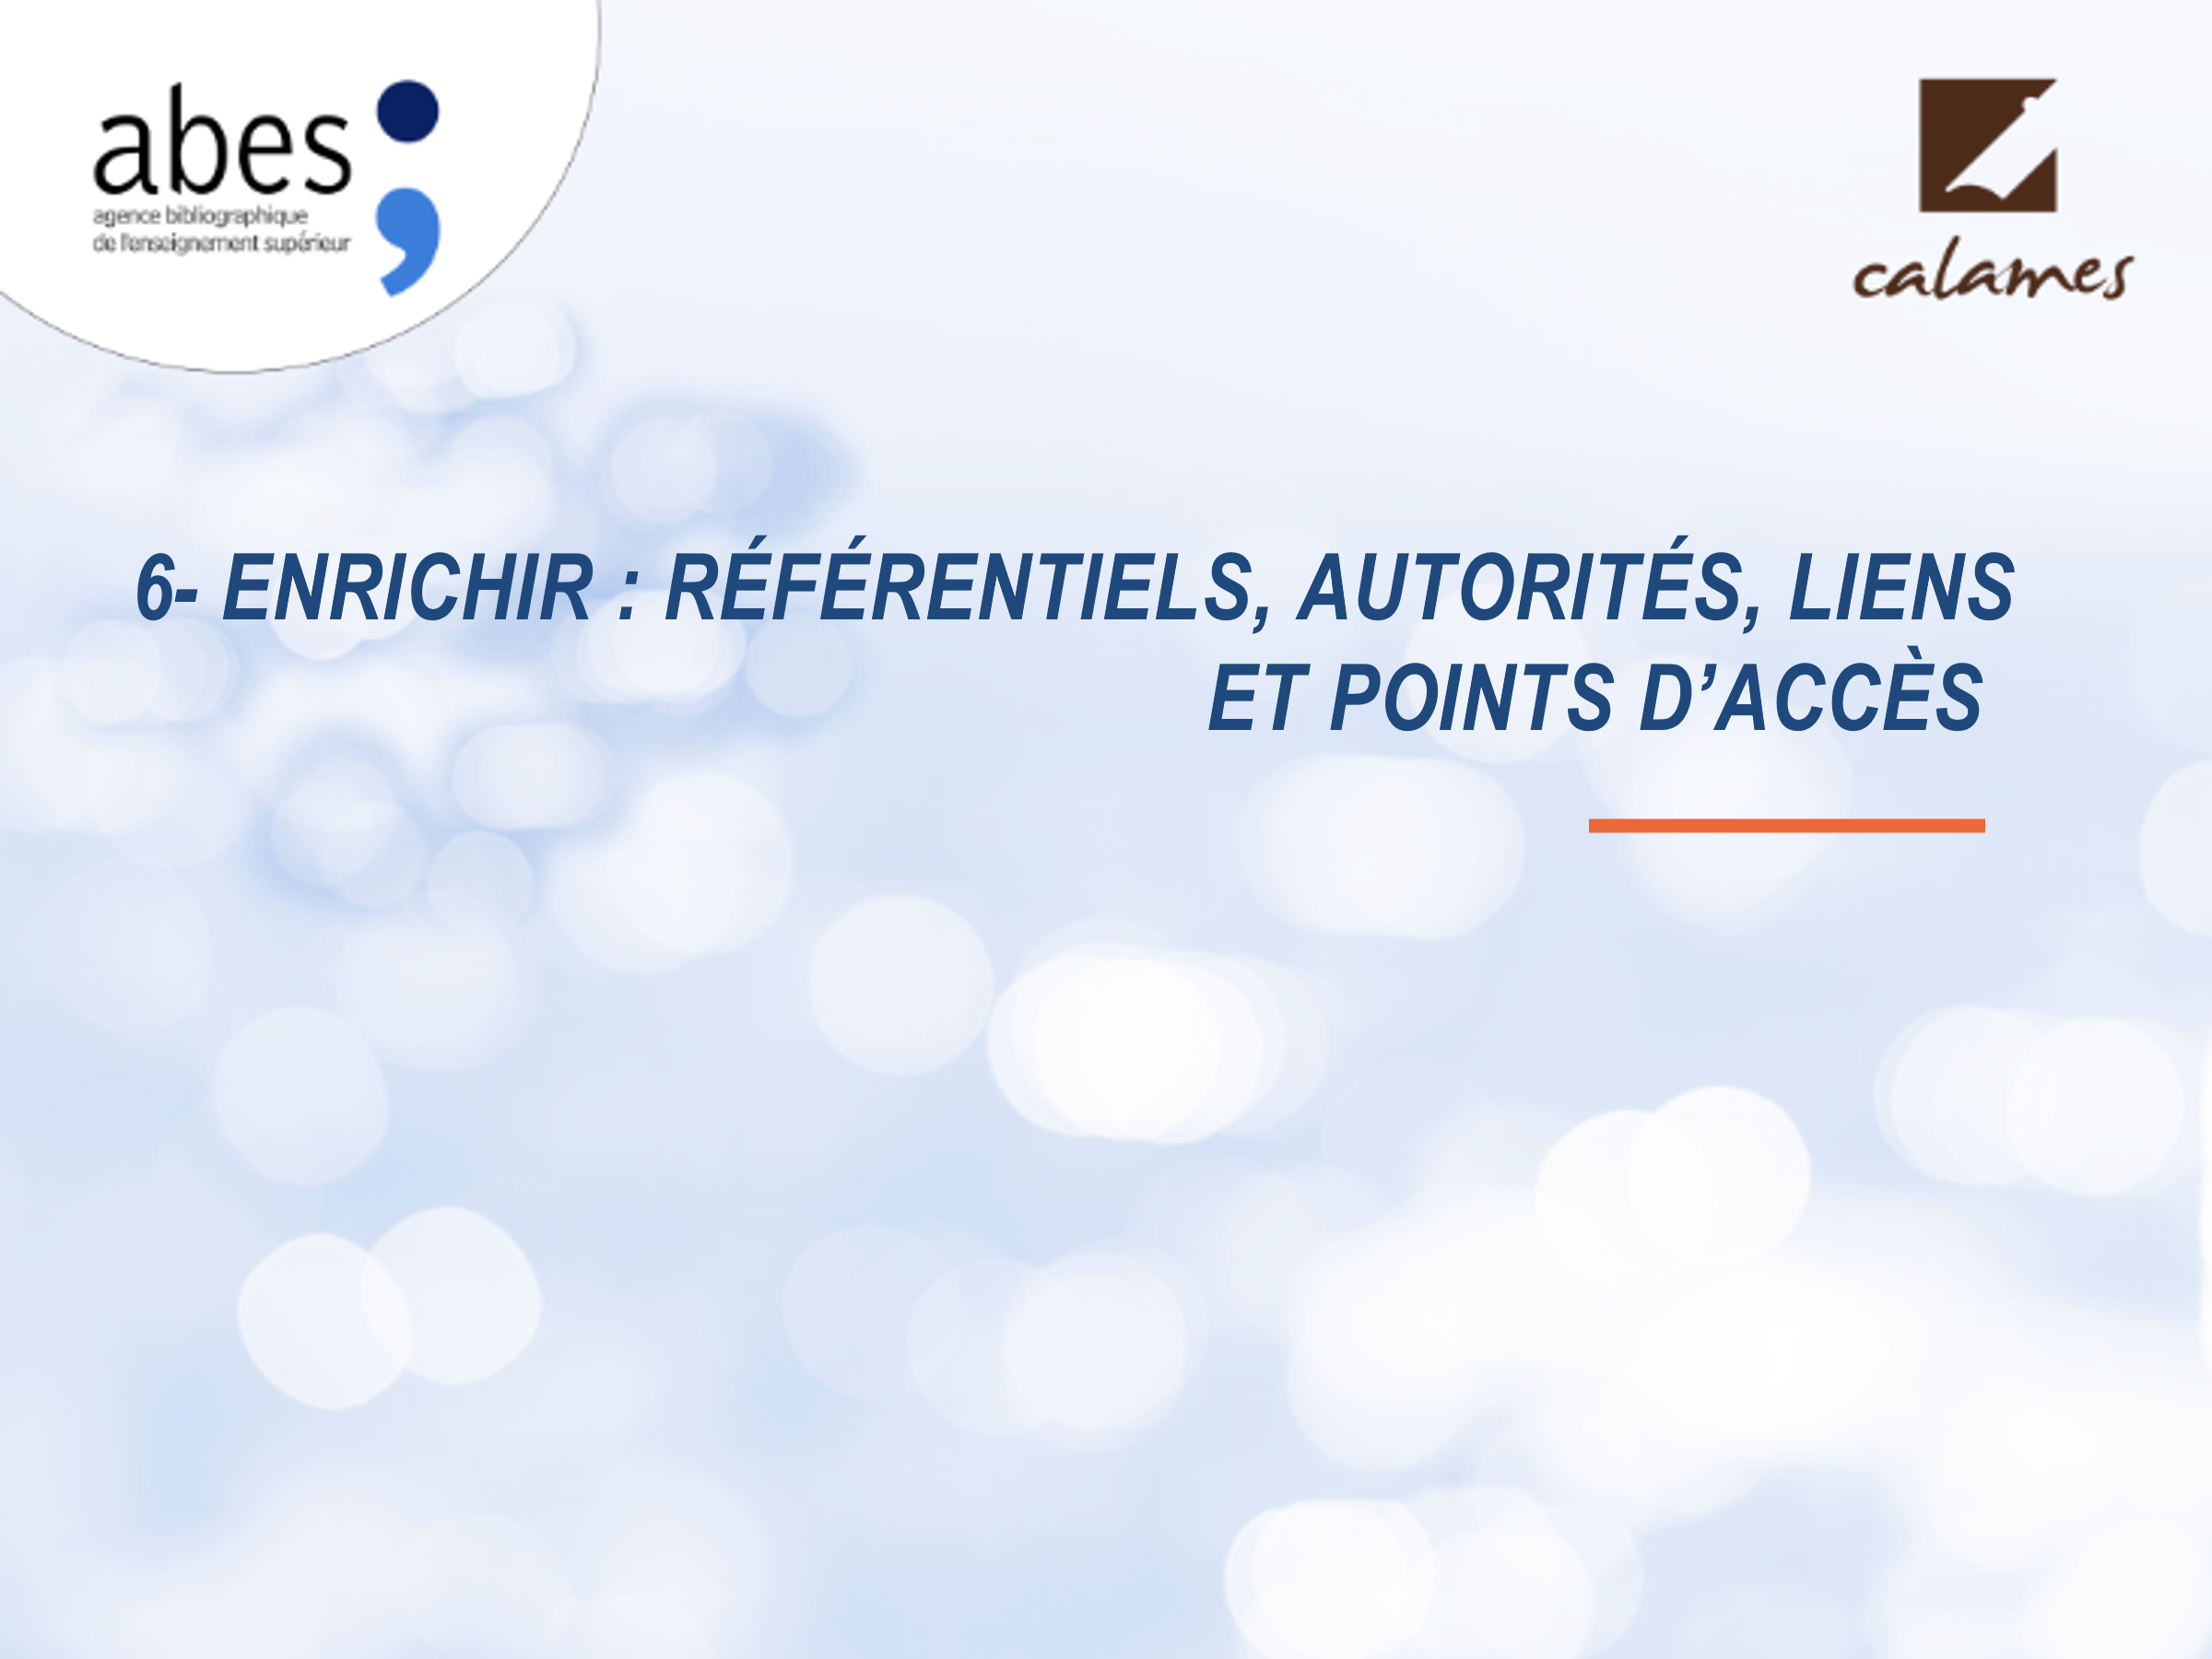 abes
agence bibliographique
de l'enseignement supérieur
calames
6- ENRICHIR : RÉFÉRENTIELS, AUTORITÉS, LIENS
ET POINTS D’ACCÈS